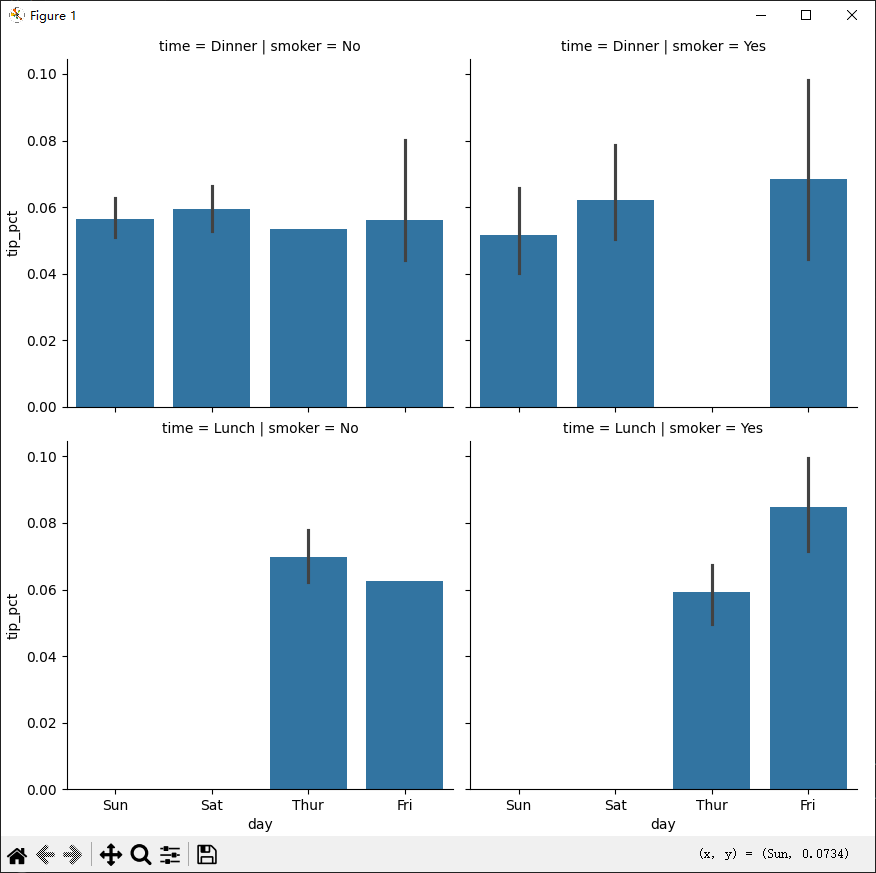 Figure 1
time = Dinner | smoker = No
time = Dinner | smoker = Yes
0.10
0.08
0.06
0.04
0.02
0.00
tip_pct
time = Lunch | smoker = No
time = Lunch | smoker = Yes
0.10
0.08
0.06
0.04
0.02
0.00
tip_pct
Sun Sat Thur Fri
day
Sun Sat Thur Fri
day
(x, y) = (Sun, 0.0734)